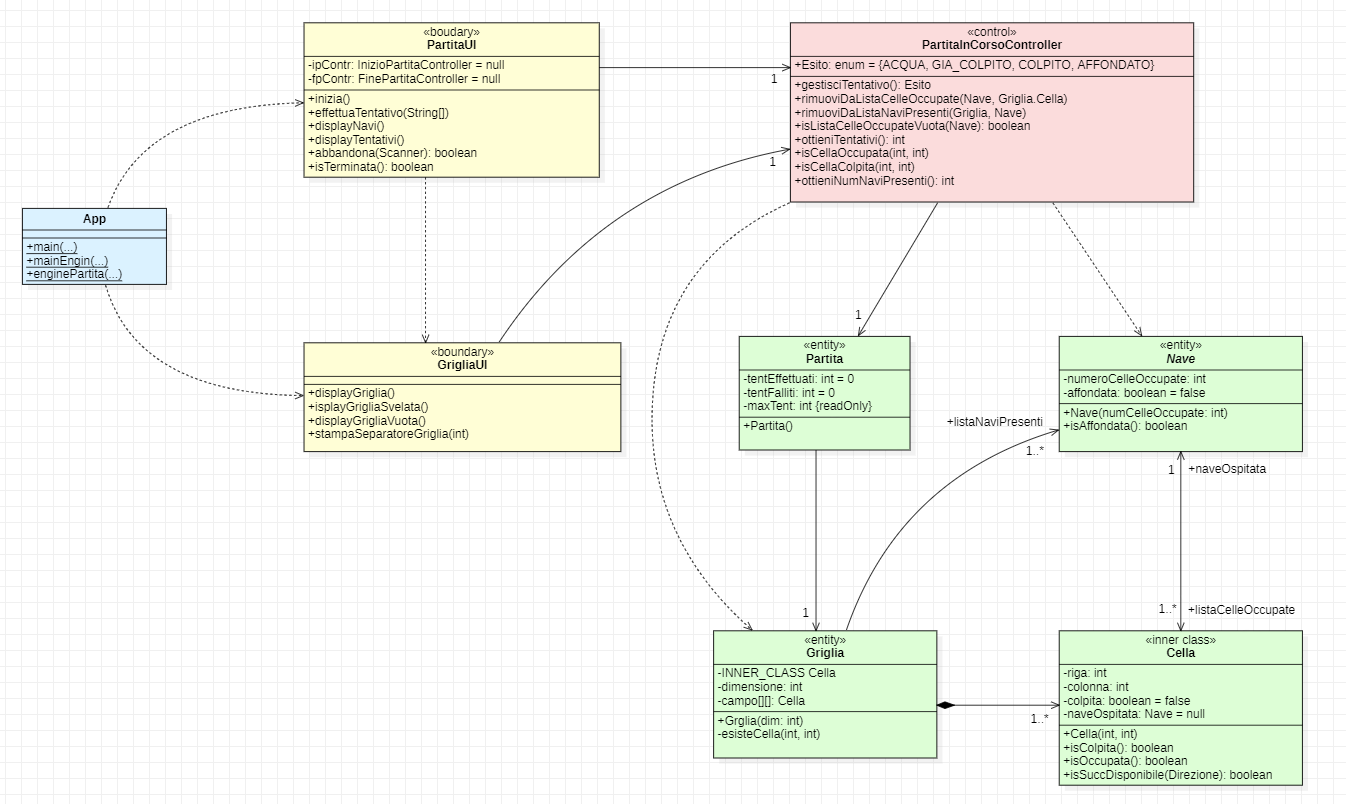 «boudary»
PartitaUI
-ipContr: InizioPartitaController = null
-fpContr: FinePartitaController = null
+inizia()
+effettuaTentativo(String[])
+displayNavi()
+displayTentativi()
+abbandona(Scanner): boolean
+isTerminata(): boolean
1
«control»
PartitaInCorsoController
+Esito: enum = {ACQUA, GIA_COLPITO, COLPITO, AFFONDATO}
+gestisciTentativo(): Esito
+rimuoviDaListaCelleOccupate(Nave, Griglia.Cella)
+rimuoviDaListaNaviPresenti(Griglia, Nave)
+isListaCelleOccupateVuota(Nave): boolean
+ottieniTentativi(): int
+isCellaOccupata(int, int)
+isCellaColpita(int, int)
+ottieniNumNaviPresenti(): int
1
App
+main(...)
+mainEngin(...)
+enginePartita(...)
«boundary»
GrigliaUI
+displayGriglia()
+isplayGrigliaSvelata()
+displayGrigliaVuota()
+stampaSeparatoreGriglia(int)
1
«entity»
Partita
-tentEffettuati: int = 0
-tentFalliti: int = 0
-maxTent: int {readOnly}
+Partita()
«entity»
Nave
-numeroCelleOccupate: int
-affondata: boolean = false
+Nave(numCelleOccupate: int)
+isAffondata(): boolean
+listaNaviPresenti
1..*
1
+naveOspitata
1
1..*
+listaCelleOccupate
«entity»
Griglia
-INNER_CLASS Cella
-dimensione: int
-campo[][]: Cella
+Grglia(dim: int)
-esisteCella(int, int)
1..*
«inner class»
Cella
-riga: int
-colonna: int
-colpita: boolean = false
-naveOspitata: Nave = null
+Cella(int, int)
+isColpita(): boolean
+isOccupata(): boolean
+isSuccDisponibile(Direzione): boolean